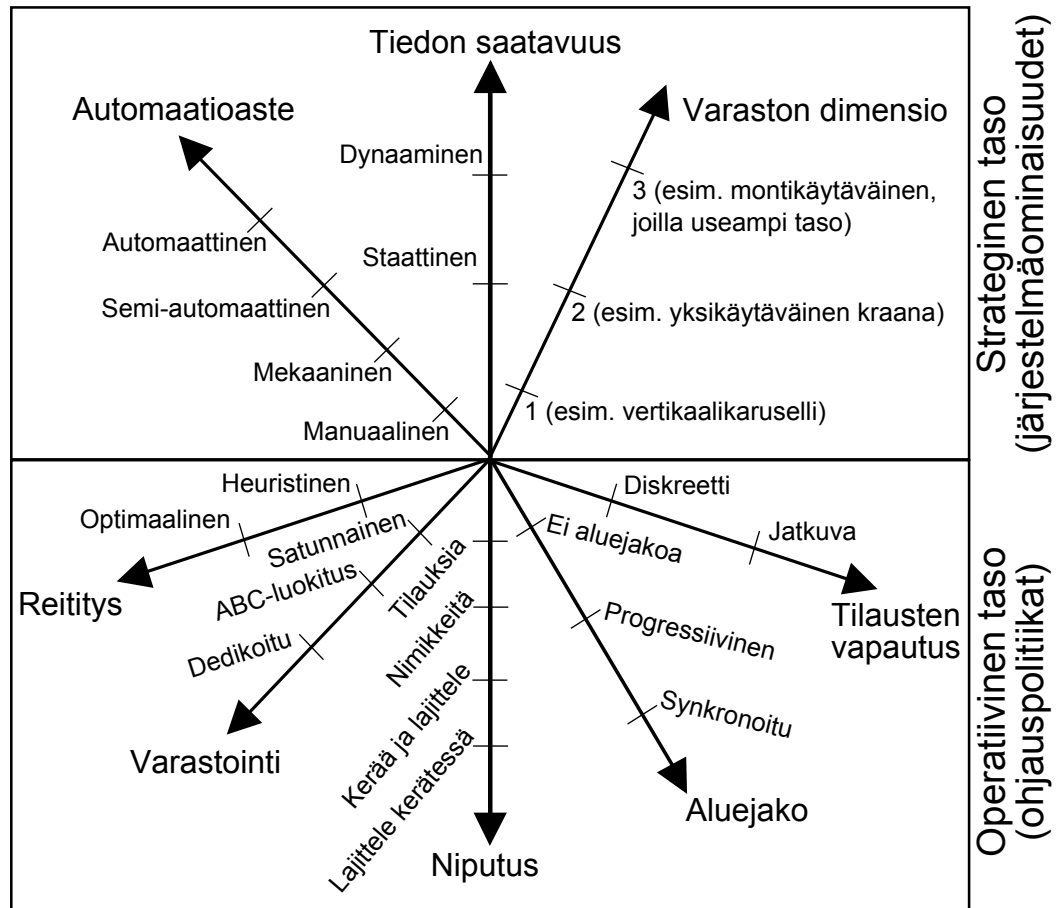 Tiedon saatavuus
Automaatioaste
Varaston dimensio
Dynaaminen
3 (esim. montikäytäväinen,
joilla useampi taso)
Automaattinen
Staattinen
Semi-automaattinen
2 (esim. yksikäytäväinen kraana)
Mekaaninen
1 (esim. vertikaalikaruselli)
Manuaalinen
Strateginen taso
(järjestelmäominaisuudet)
Heuristinen
Optimaalinen
Reititys
Satunnainen
ABC-luokitus
Dedikoitu
Varastointi
Tilauksia
Nimikkeitä
Kerää ja lajittele
Lajittele kerätessä
Niputus
Ei aluejakoa
Progressiivinen
Synkronoitu
Aluejako
Diskreetti
Jatkuva
Tilausten
vapautus
Operatiivinen taso
(ohjauspolitiikat)